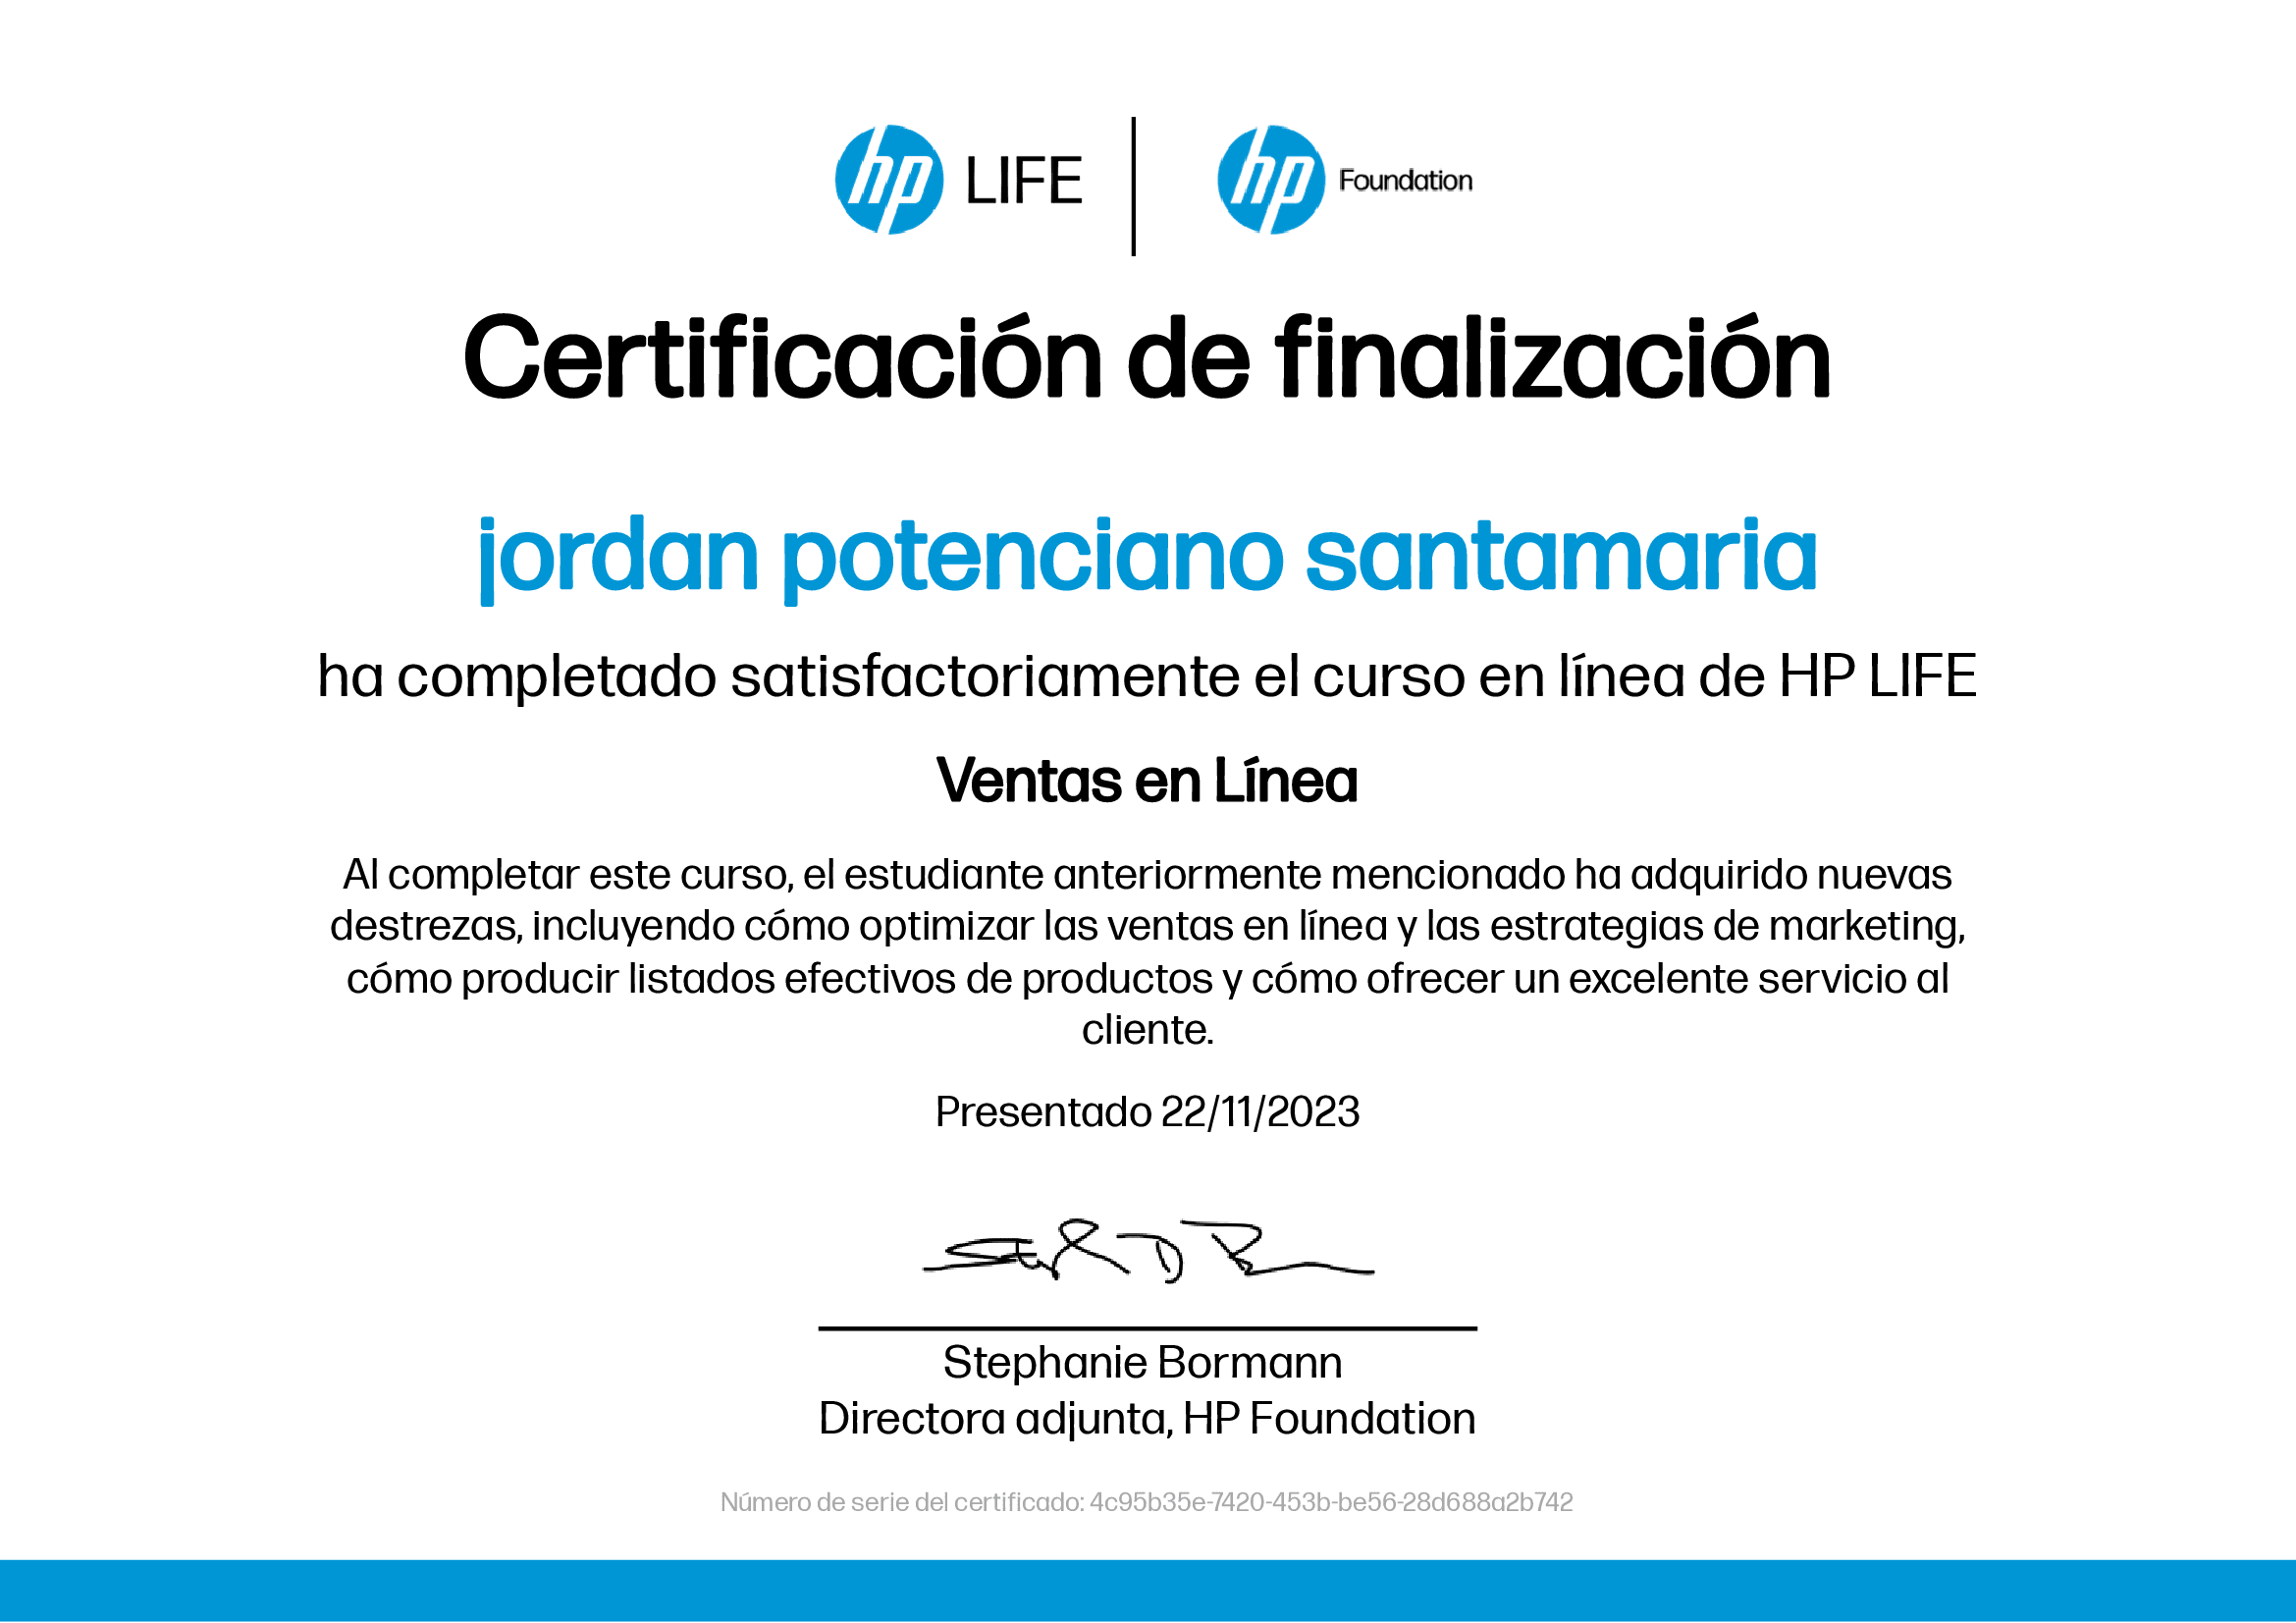 hp LIFE | hp Foundation
Certificación de finalización
jordan potenciano santamaria
ha completado satisfactoriamente el curso en línea de HP LIFE
Ventas en Línea
Al completar este curso, el estudiante anteriormente mencionado ha adquirido nuevas
destrezas, incluyendo cómo optimizar las ventas en línea y las estrategias de marketing,
cómo producir listados efectivos de productos y cómo ofrecer un excelente servicio al
cliente.
Presentado 22/11/2023
Stephanie Bormann
Directora adjunta, HP Foundation
Número de serie del certificado: 4c95b35e-7420-453b-be56-28d688a2b742